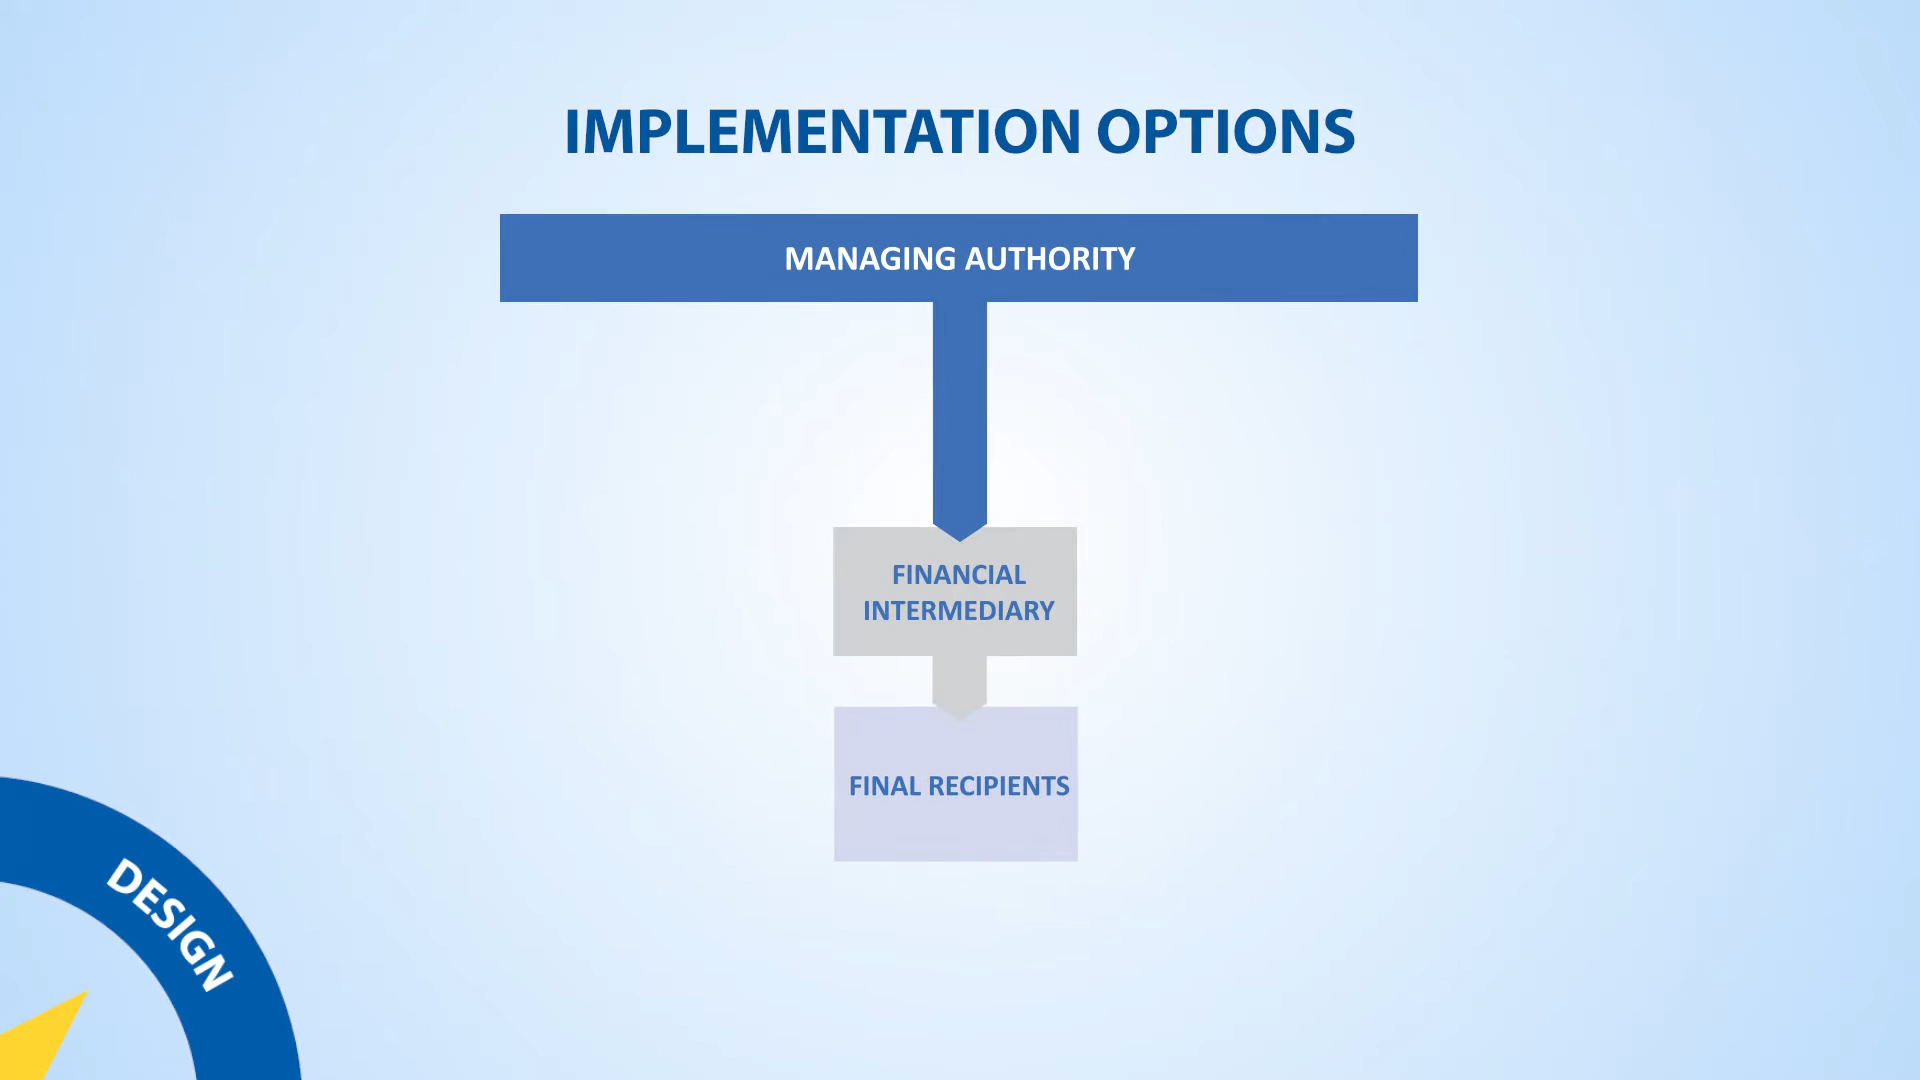 IMPLEMENTATION OPTIONS
MANAGING AUTHORITY
FINANCIAL
INTERMEDIARY
FINAL RECIPIENTS
DESIGN